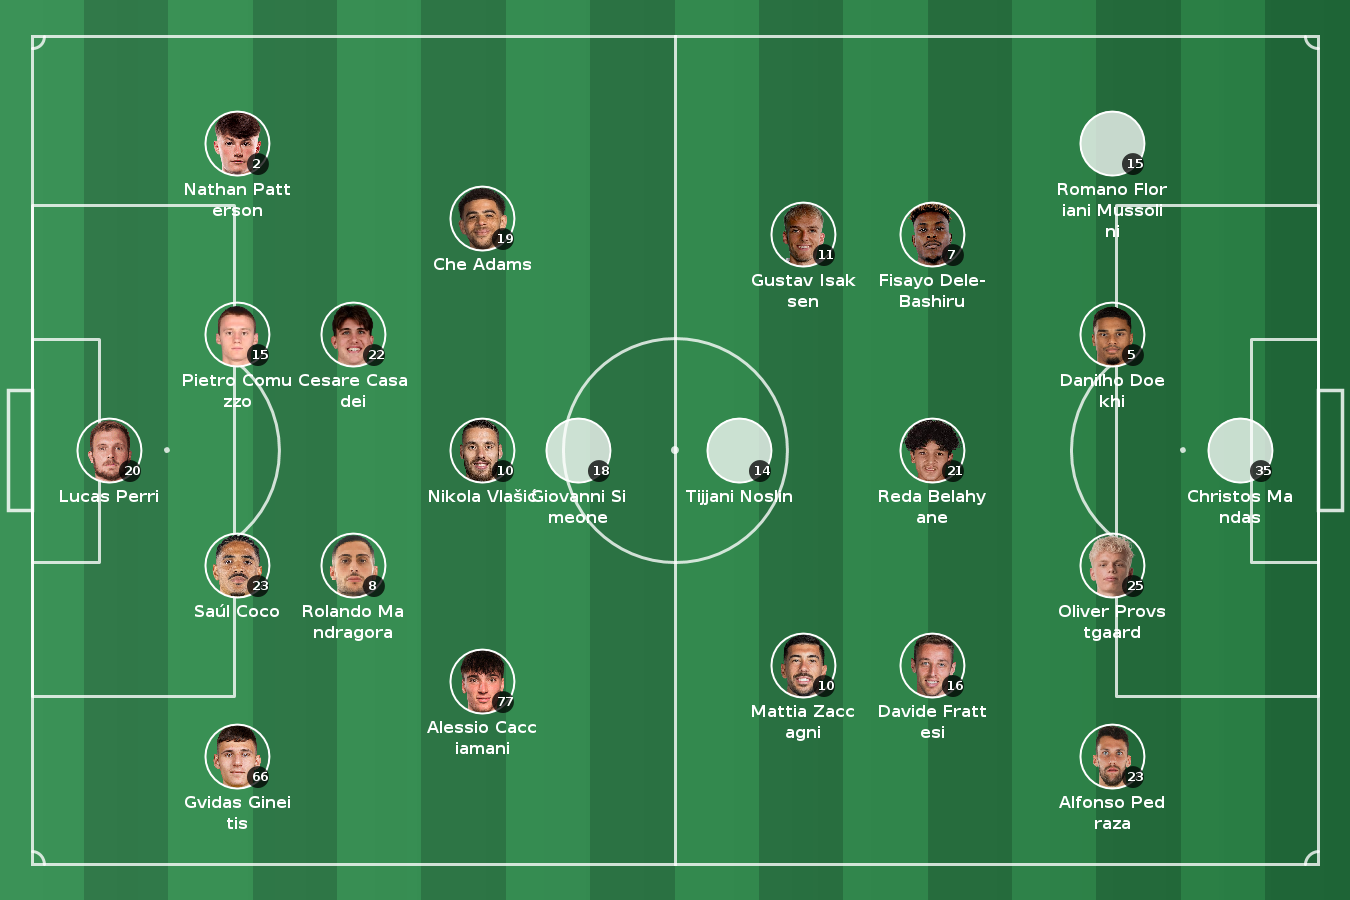 2
Nathan Patt
erson
15
Pietro Comu
zzo
20
Lucas Perri
23
Saúl Coco
66
Gvidas Ginei
tis
22
Cesare Casa
dei
8
Rolando Ma
ndragora
19
Che Adams
10
Nikola Vlašić
77
Alessio Cacc
iamani
18
Giovanni Si
meone
14
Tijjani Noslin
11
Gustav Isak
sen
10
Mattia Zacc
agni
7
Fisayo Dele-
Bashiru
21
Reda Belahy
ane
16
Davide Fratt
esi
15
Romano Flor
iani Mussoli
ni
5
Danilho Doe
khi
25
Oliver Provs
tgaard
23
Alfonso Ped
raza
35
Christos Ma
ndas